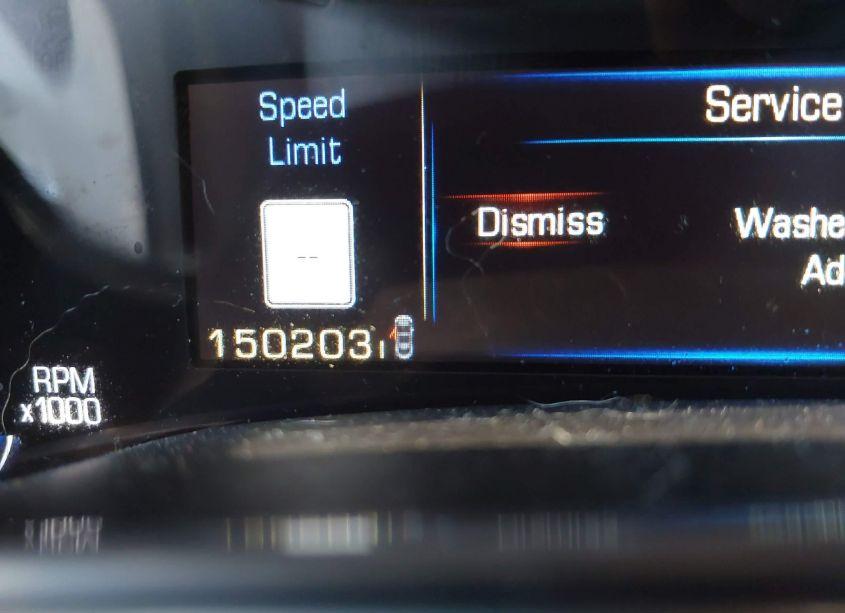 Speed
Limit
--
150203
RPM
x1000
Service
Dismiss
Washe
Ad